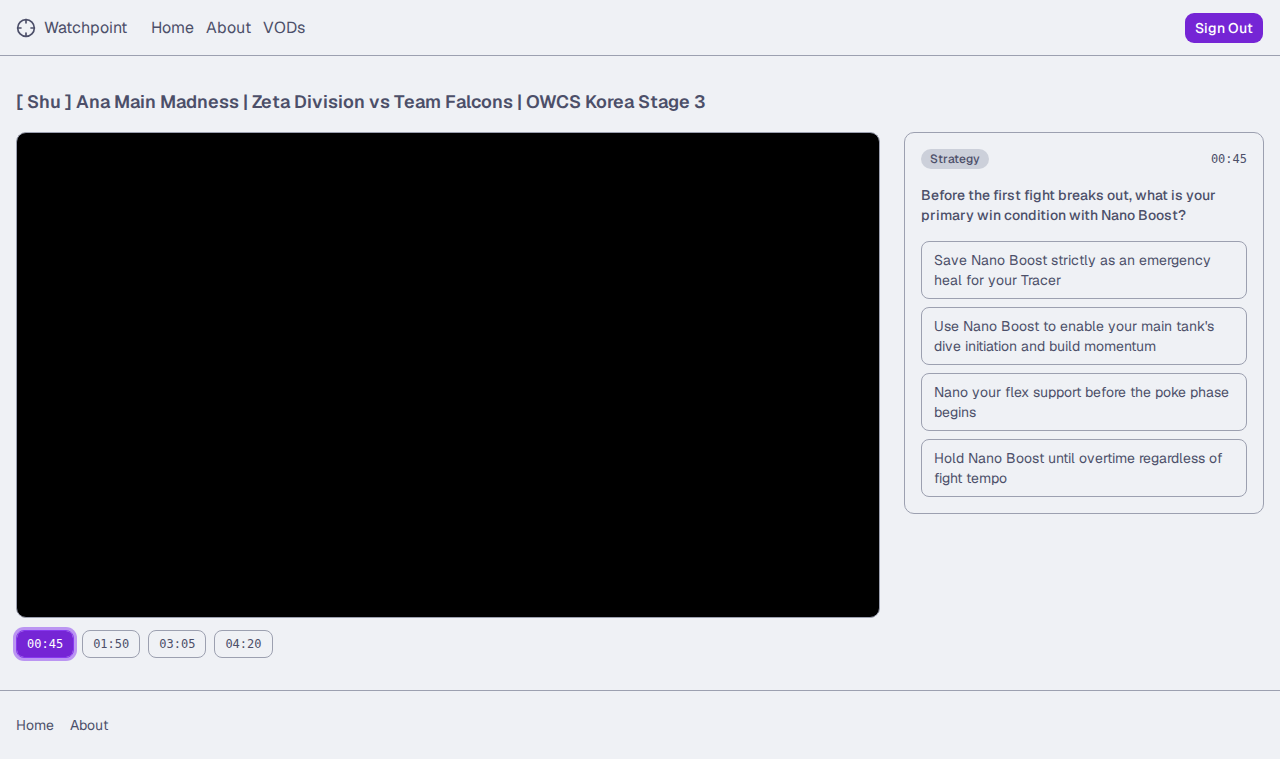 Watchpoint Home About VODs Sign Out
[ Shu ] Ana Main Madness | Zeta Division vs Team Falcons | OWCS Korea Stage 3
Strategy 00:45
Before the first fight breaks out, what is your
primary win condition with Nano Boost?
Save Nano Boost strictly as an emergency
heal for your Tracer
Use Nano Boost to enable your main tank's
dive initiation and build momentum
Nano your flex support before the poke phase
begins
Hold Nano Boost until overtime regardless of
fight tempo
00:45 01:50 03:05 04:20
Home About